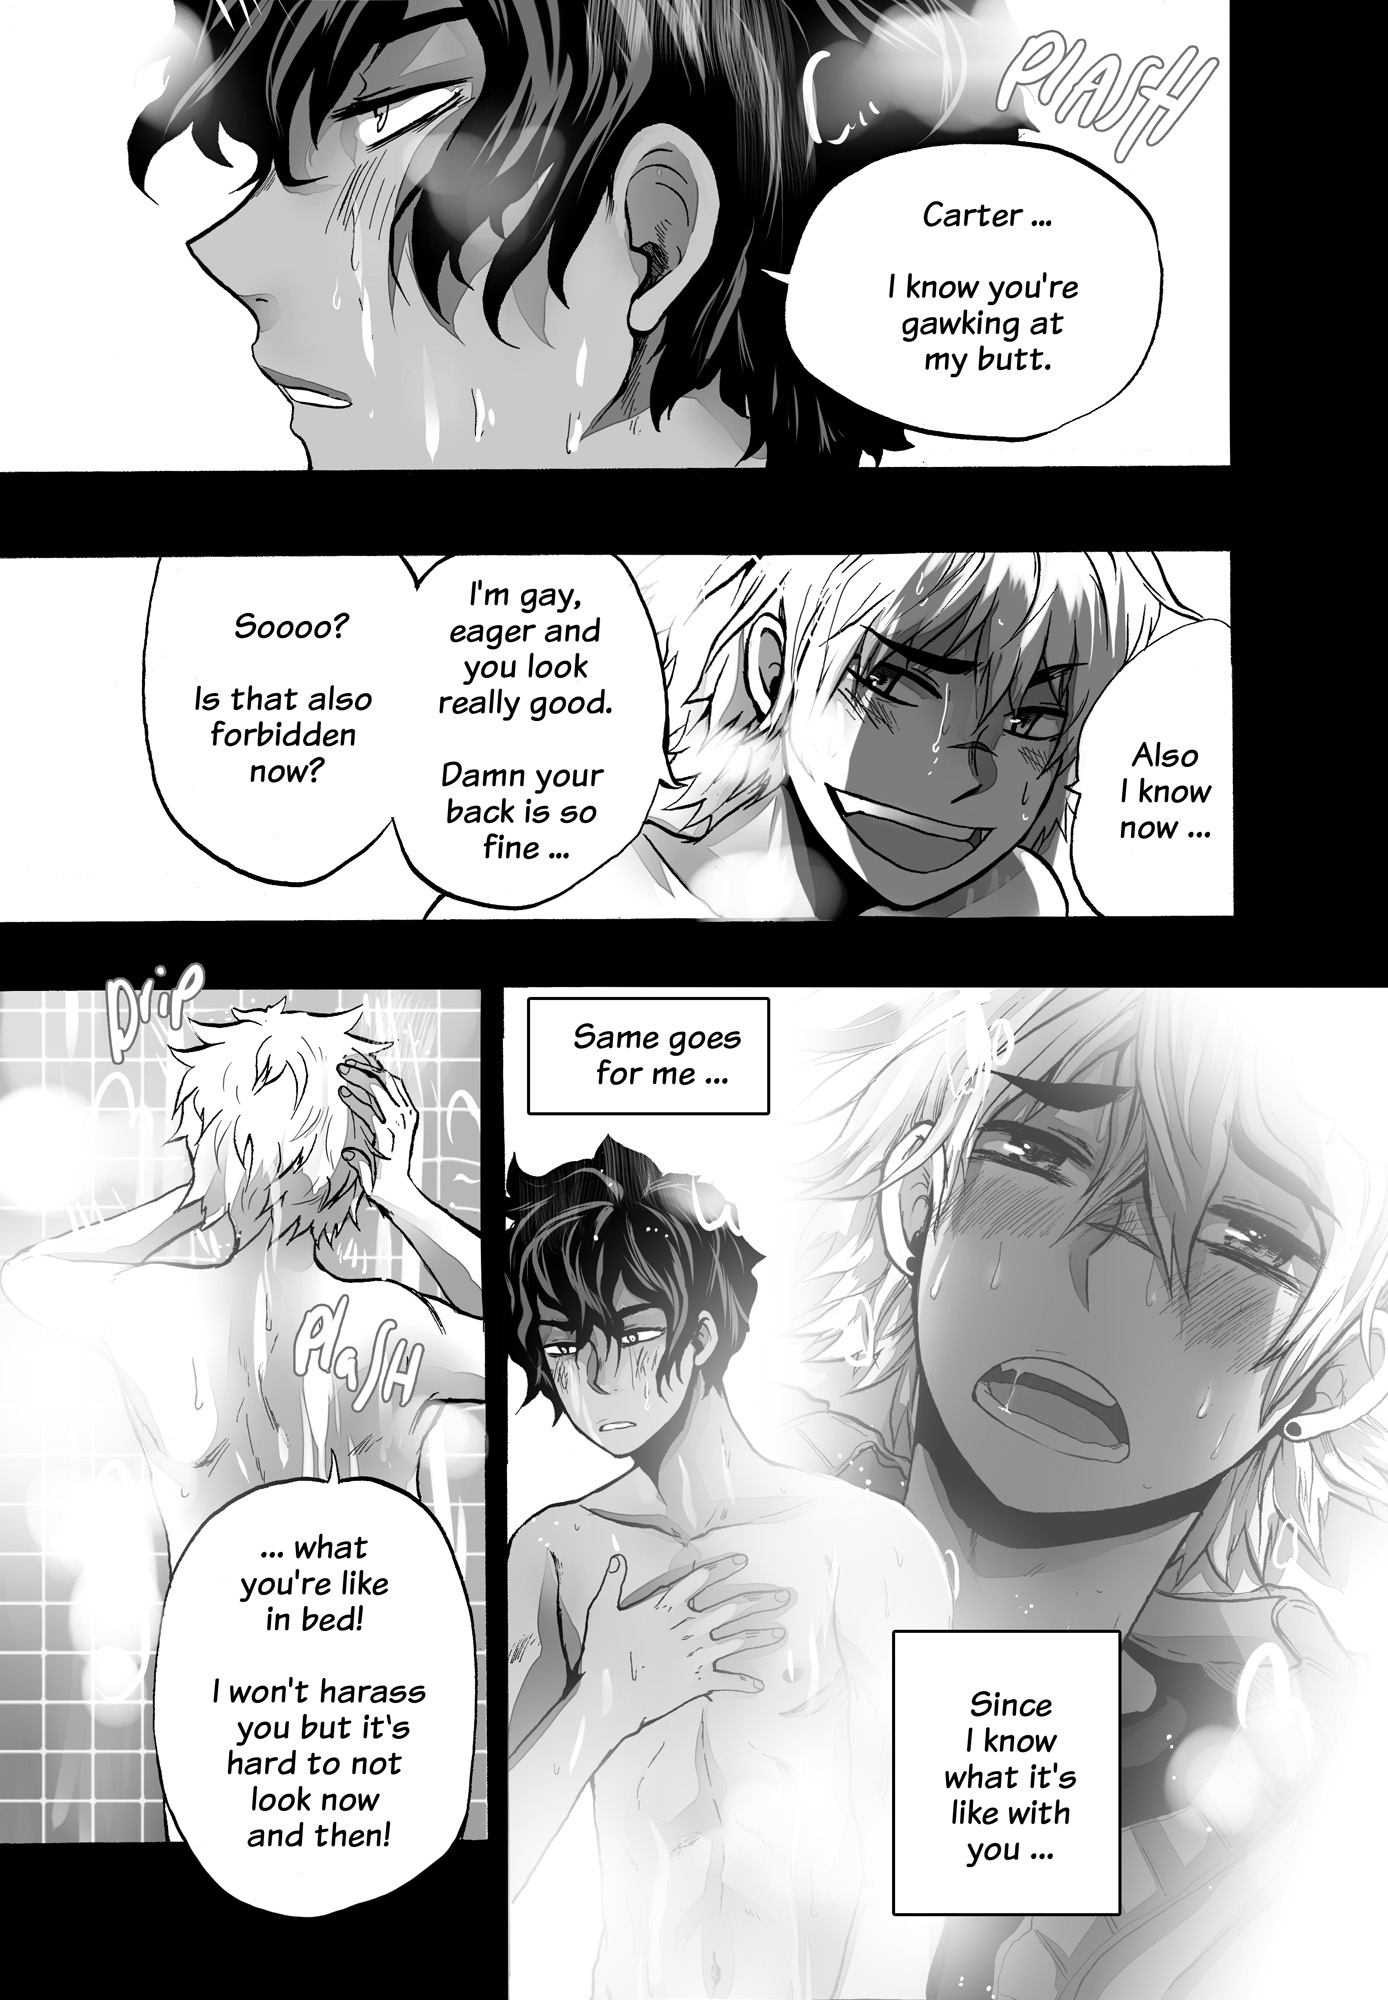 PLASH
Carter ...
I know you're
gawking at
my butt.
Soooo?
Is that also
forbidden
now?
I'm gay,
eager and
you look
really good.
Damn your
back is so
fine ...
Also
I know
now ...
Drip
PlaSH
... what
you're like
in bed!
I won't harass
you but it's
hard to not
look now
and then!
Same goes
for me ...
Since
I know
what it's
like with
you ...